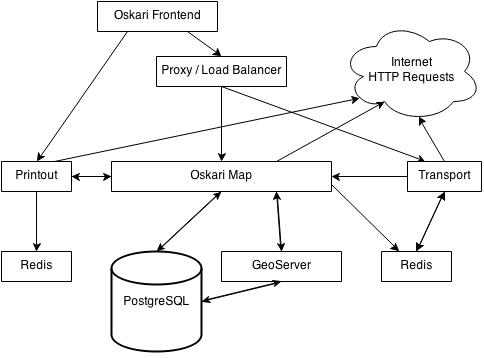 Oskari Frontend
Proxy / Load Balancer
Internet
HTTP Requests
Printout
Oskari Map
Transport
Redis
PostgreSQL
GeoServer
Redis